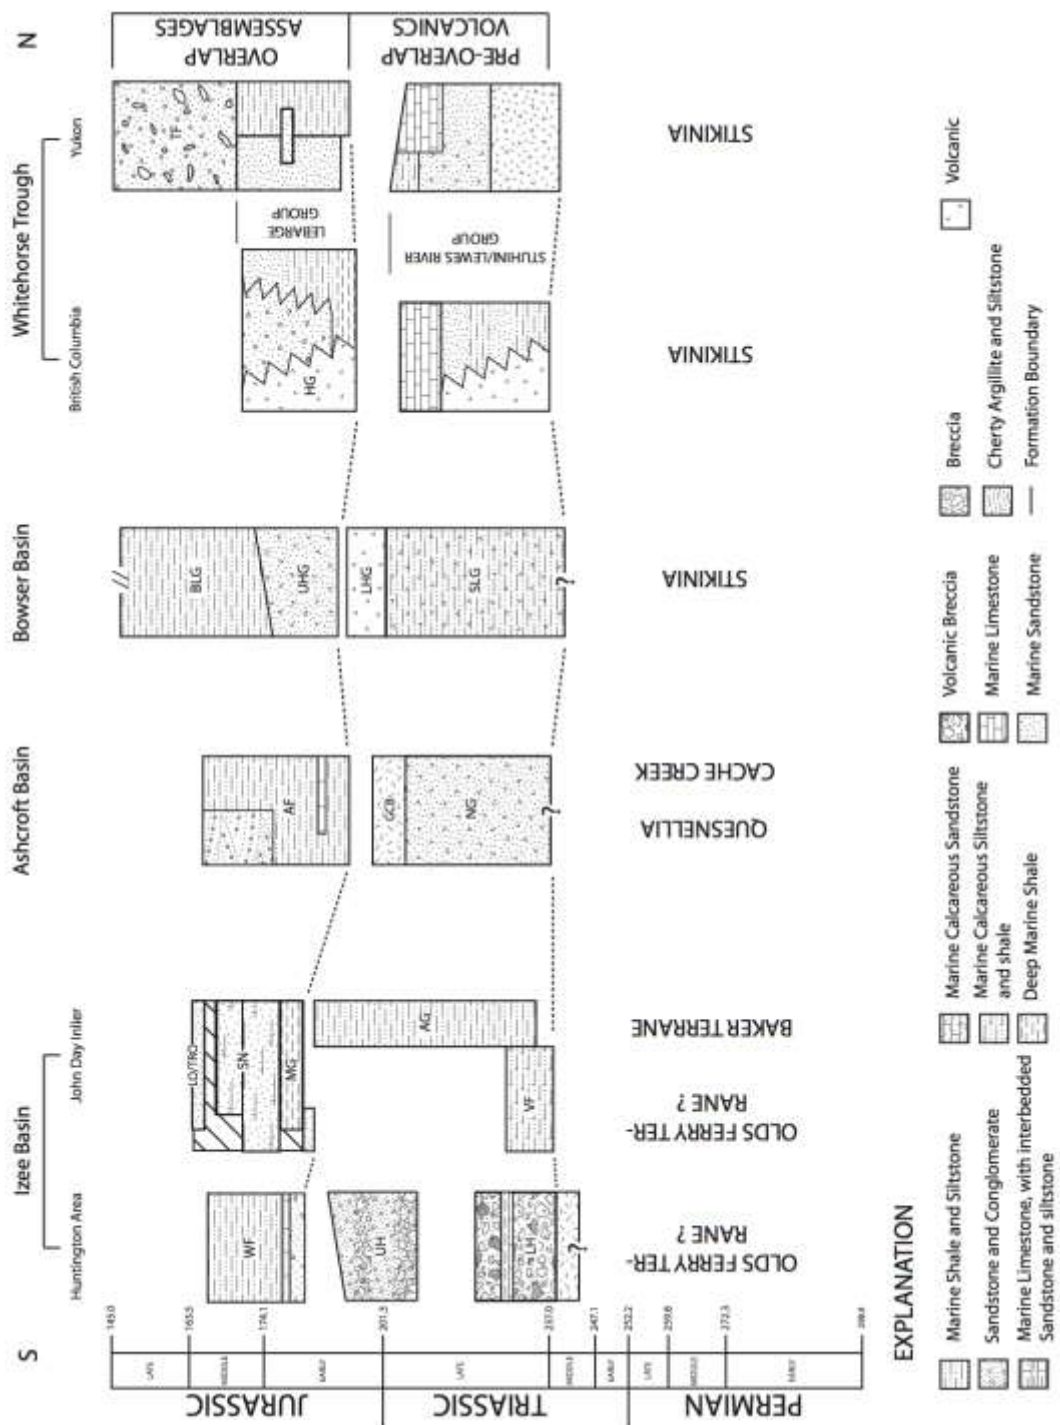 S
N
Izee Basin
Ashcroft Basin
Bowser Basin
Whitehorse Trough
Huntington Area
John Day Inlier
British Columbia
Yukon
145.0
163.5
174.1
201.3
237.0
247.1
252.2
259.8
272.3
LATE
MIDDLE
EARLY
LATE
MIDDLE
EARLY
LATE
MIDDLE
EARLY
JURASSIC
TRIASSIC
PERMIAN
WF
UH
LH
?
LO/TRO
SN
MG
AG
VF
AF
GCB
NG
?
BLG
UHG
LHG
SLG
?
HG
LEBARGE
GROUP
STUHINI/LEWES RIVER
GROUP
TF
OVERLAP
ASSEMBLAGES
PRE-OVERLAP
VOLCANICS
OLDS FERRY TER-
RANE ?
OLDS FERRY TER-
RANE ?
BAKER TERRANE
QUESNELLIA
CACHE CREEK
STIKINIA
STIKINIA
STIKINIA
EXPLANATION
Marine Shale and Siltstone
Sandstone and Conglomerate
Marine Limestone, with interbedded
Sandstone and siltstone
Marine Calcareous Sandstone
Marine Calcareous Siltstone
and shale
Deep Marine Shale
Volcanic Breccia
Marine Limestone
Marine Sandstone
Breccia
Cherty Argillite and Siltstone
Formation Boundary
Volcanic